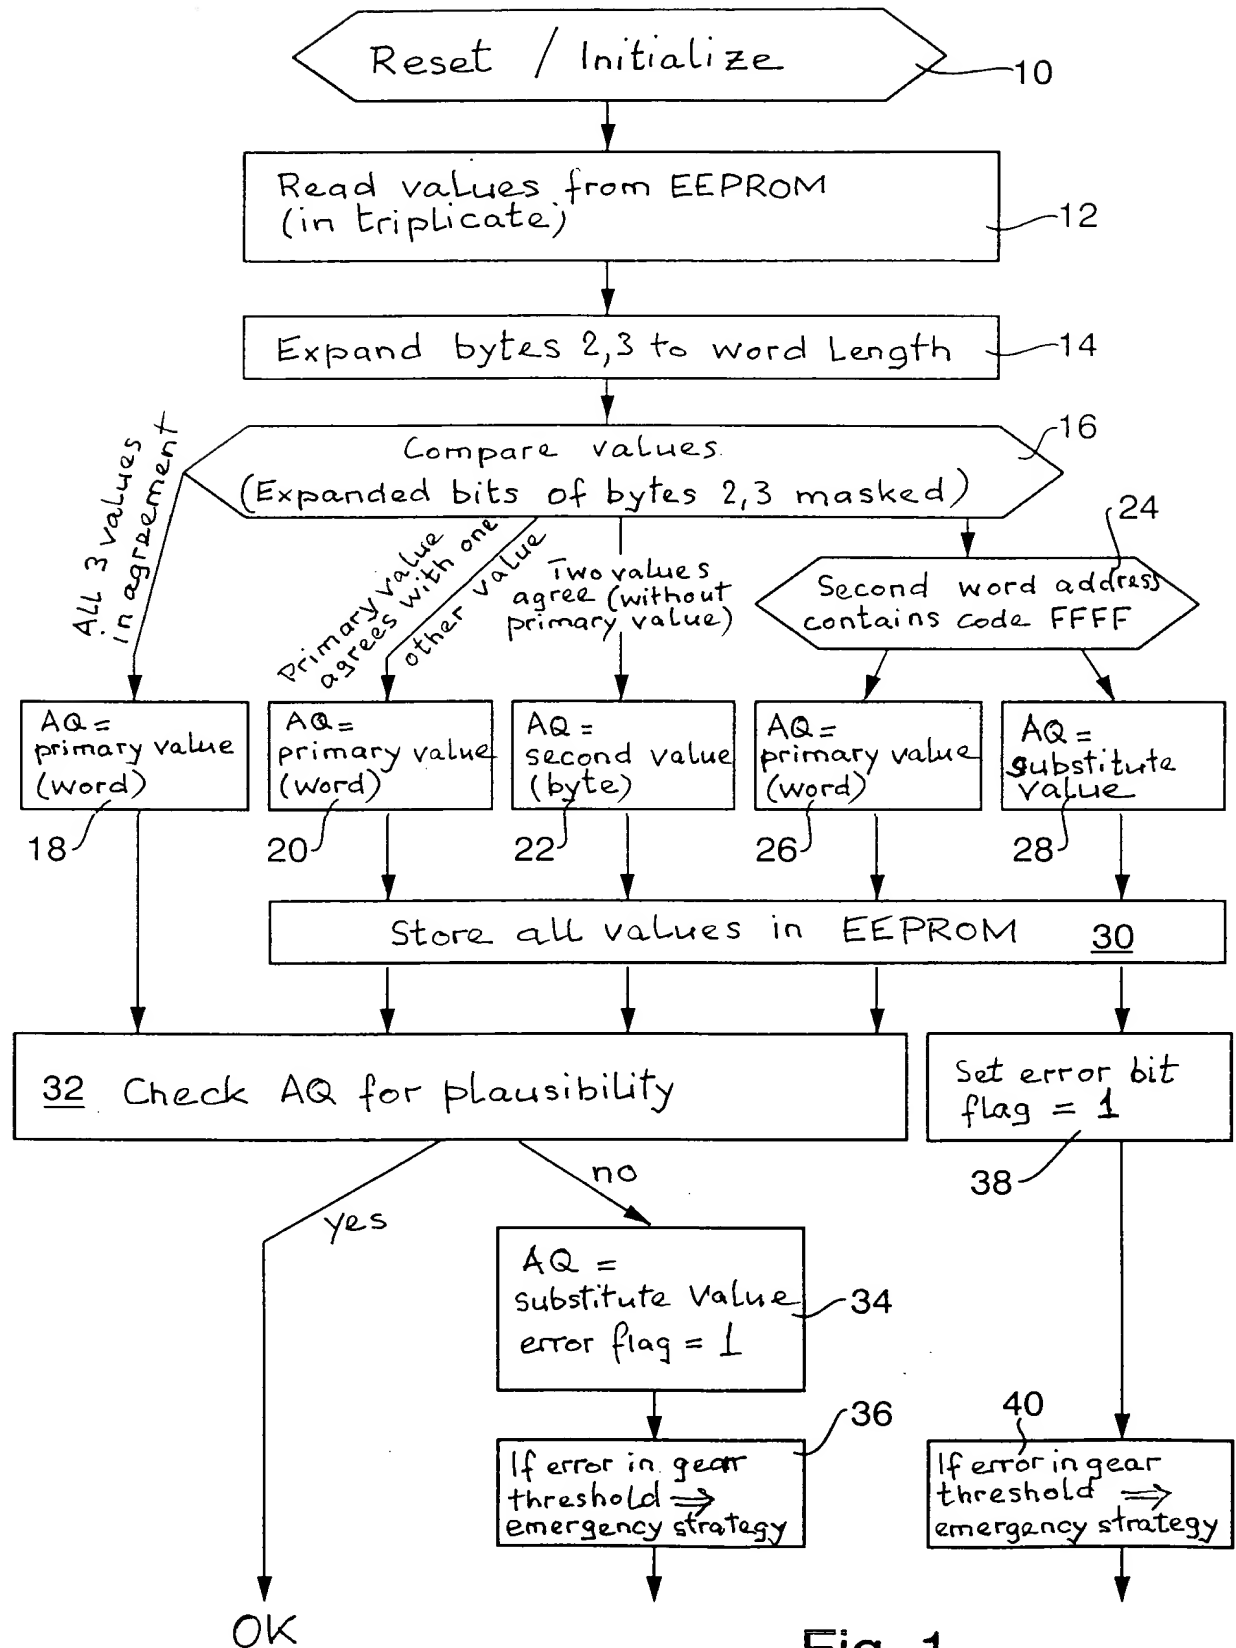 Reset / Initialize
10
Read values from EEPROM
(in triplicate)
12
Expand bytes 2,3 to word Length
14
Compare values
(Expanded bits of bytes 2,3 masked)
16
All 3 values
in agreement
Primary value
agrees with one
other value
Two values
agree (without
primary value)
24
Second word address
contains code FFFF
AQ =
primary value
(word)
18
AQ =
primary value
(word)
20
AQ =
second value
(byte)
22
AQ =
primary value
(word)
26
AQ =
substitute
value
28
Store all values in EEPROM 30
32 Check AQ for plausibility
Set error bit
flag = 1
38
yes
no
AQ =
substitute Value
error flag = 1
34
If error in gear
threshold ⇒
emergency strategy
36
40
If error in gear
threshold ⇒
emergency strategy
OK
Fig. 1